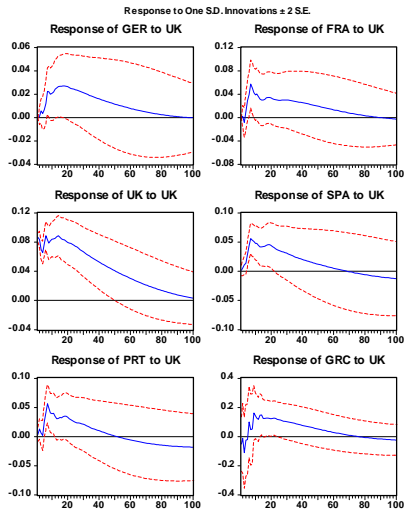 Response to One S.D. Innovations ± 2 S.E.
Response of GER to UK
0.06
0.04
0.02
0.00
-0.02
-0.04
20 40 60 80 100
Response of FRA to UK
0.12
0.08
0.04
0.00
-0.04
-0.08
20 40 60 80 100
Response of UK to UK
0.12
0.08
0.04
0.00
-0.04
20 40 60 80 100
Response of SPA to UK
0.10
0.05
0.00
-0.05
-0.10
20 40 60 80 100
Response of PRT to UK
0.10
0.05
0.00
-0.05
-0.10
20 40 60 80 100
Response of GRC to UK
0.4
0.2
0.0
-0.2
-0.4
20 40 60 80 100